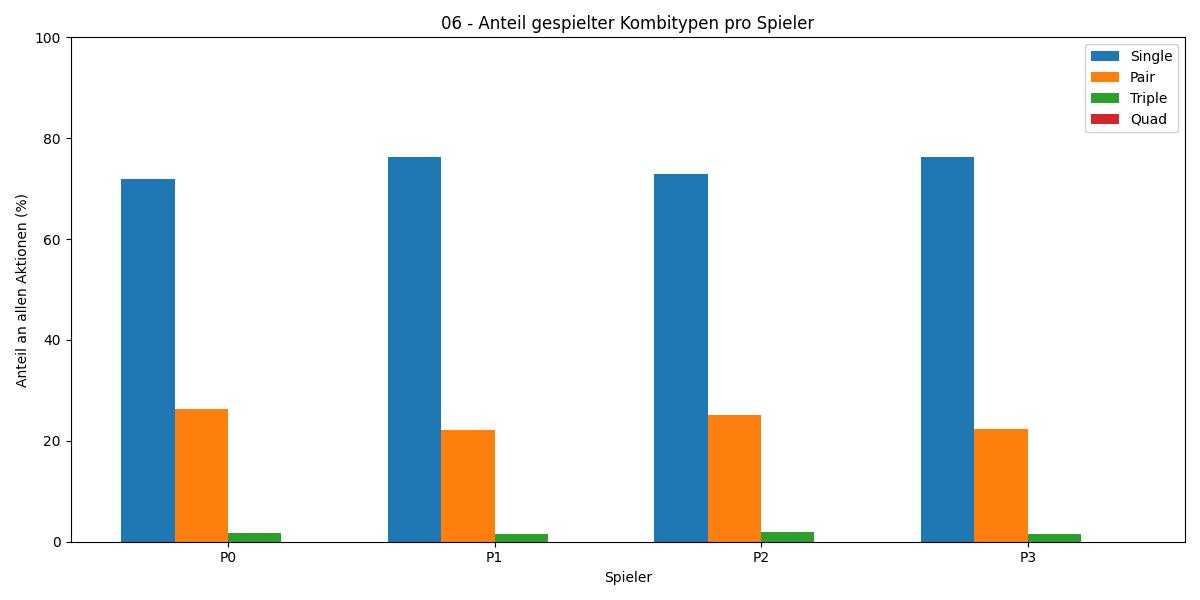 06 - Anteil gespielter Kombitypen pro Spieler
Anteil an allen Aktionen (%)
100
80
60
40
20
0
Single
Pair
Triple
Quad
P0 P1 P2 P3
Spieler